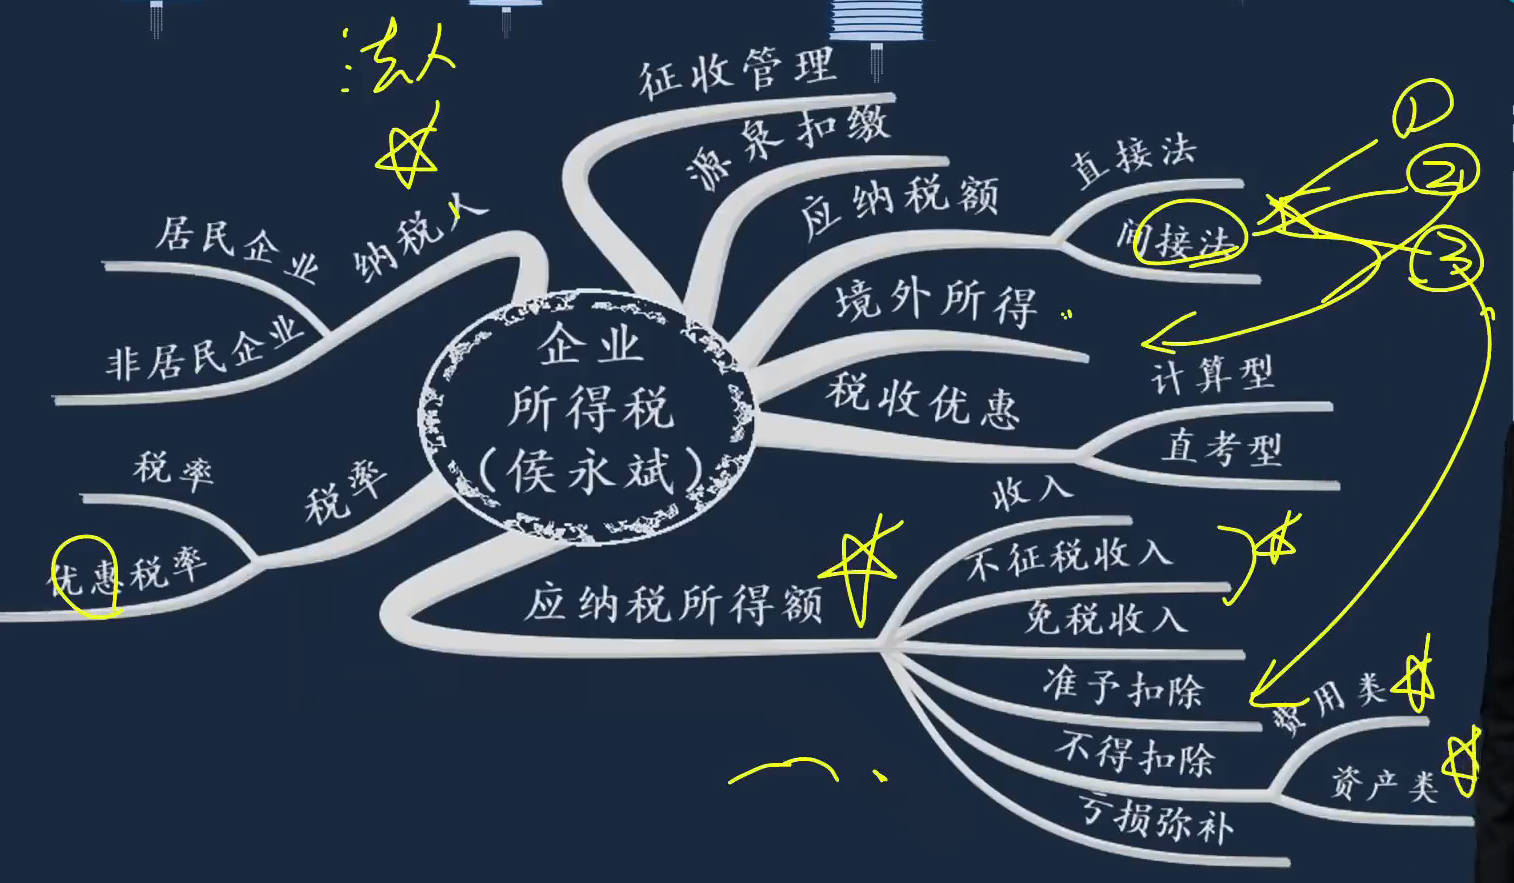 法人
征收管理
源泉扣缴
直接法
①
②
应纳税额
间接法
③
纳税人
居民企业
非居民企业
境外所得
企业
所得税
（侯永斌）
税收优惠
计算型
直考型
税率
税率
优惠税率
应纳税所得额
收入
不征税收入
免税收入
准予扣除
费用类
不得扣除
资产类
亏损弥补